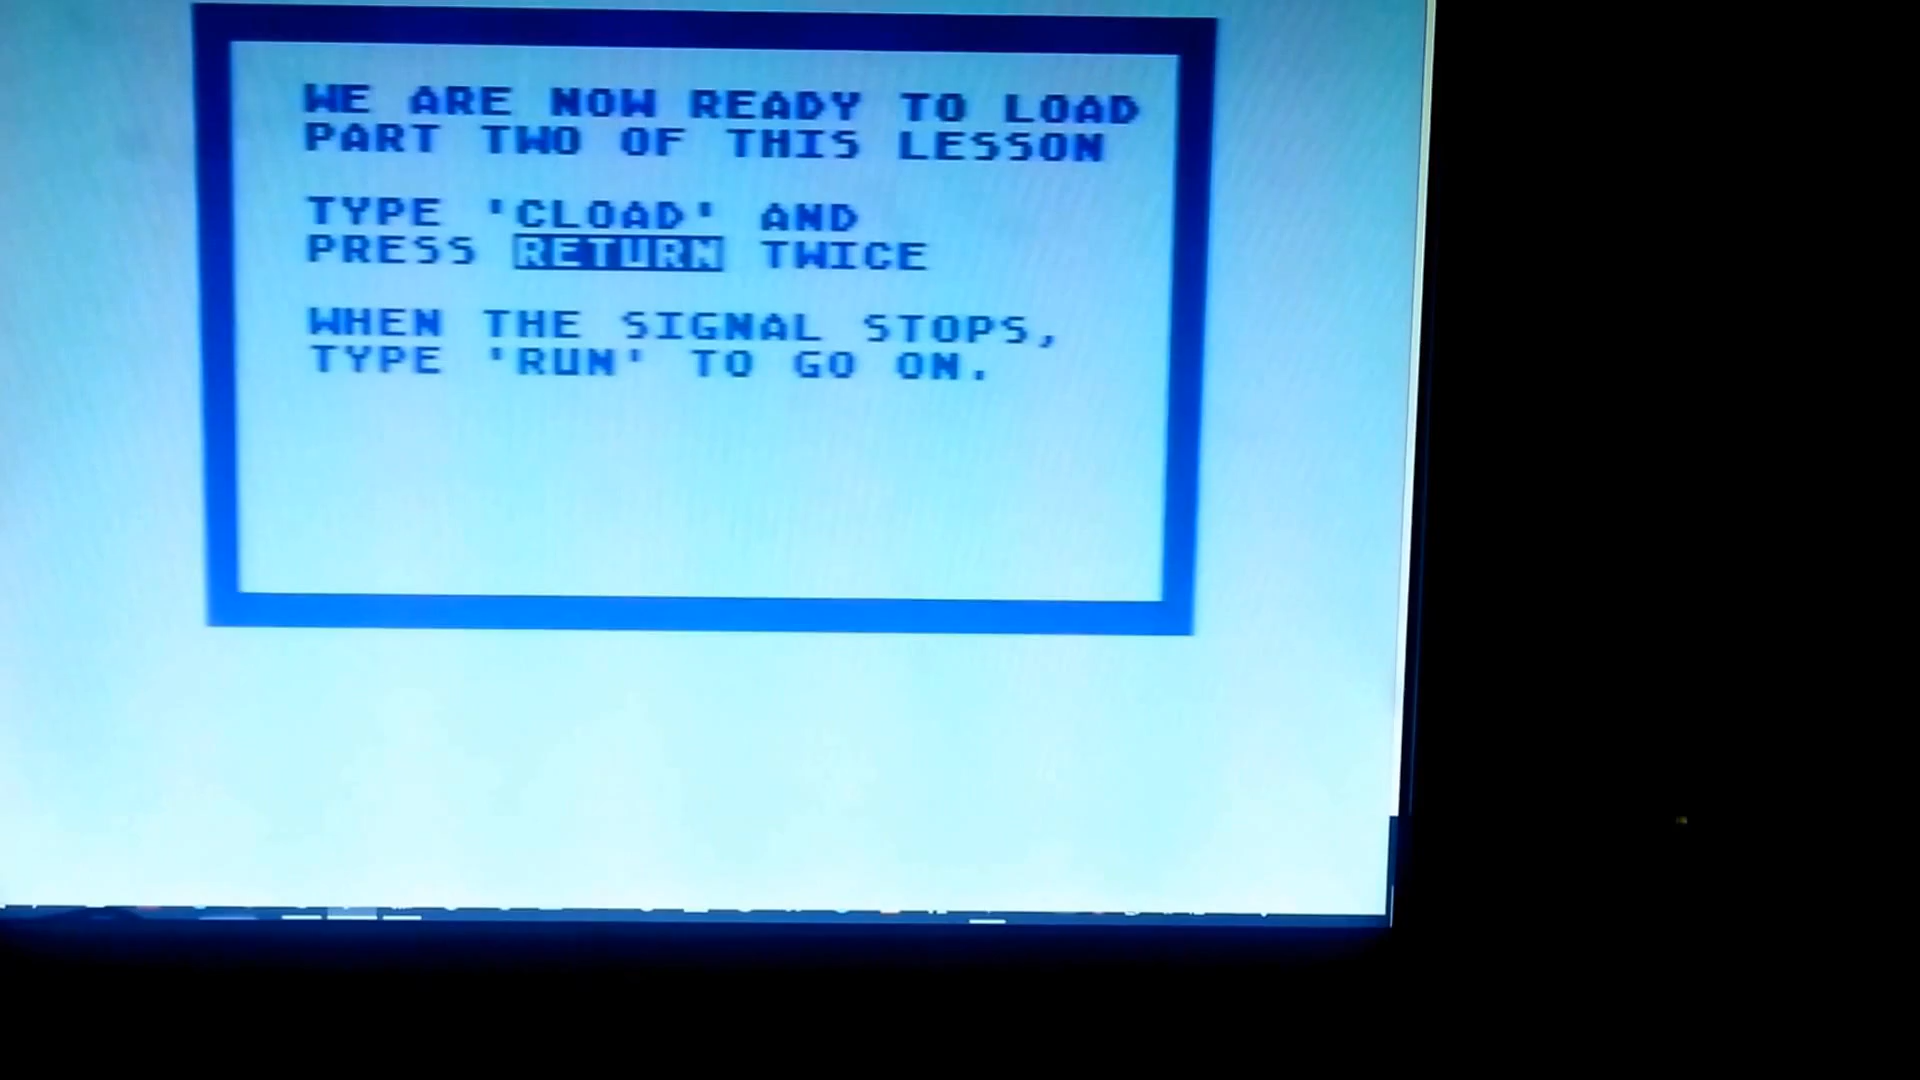 WE ARE NOW READY TO LOAD
PART TWO OF THIS LESSON
TYPE 'CLOAD' AND
PRESS RETURN TWICE
WHEN THE SIGNAL STOPS,
TYPE 'RUN' TO GO ON.